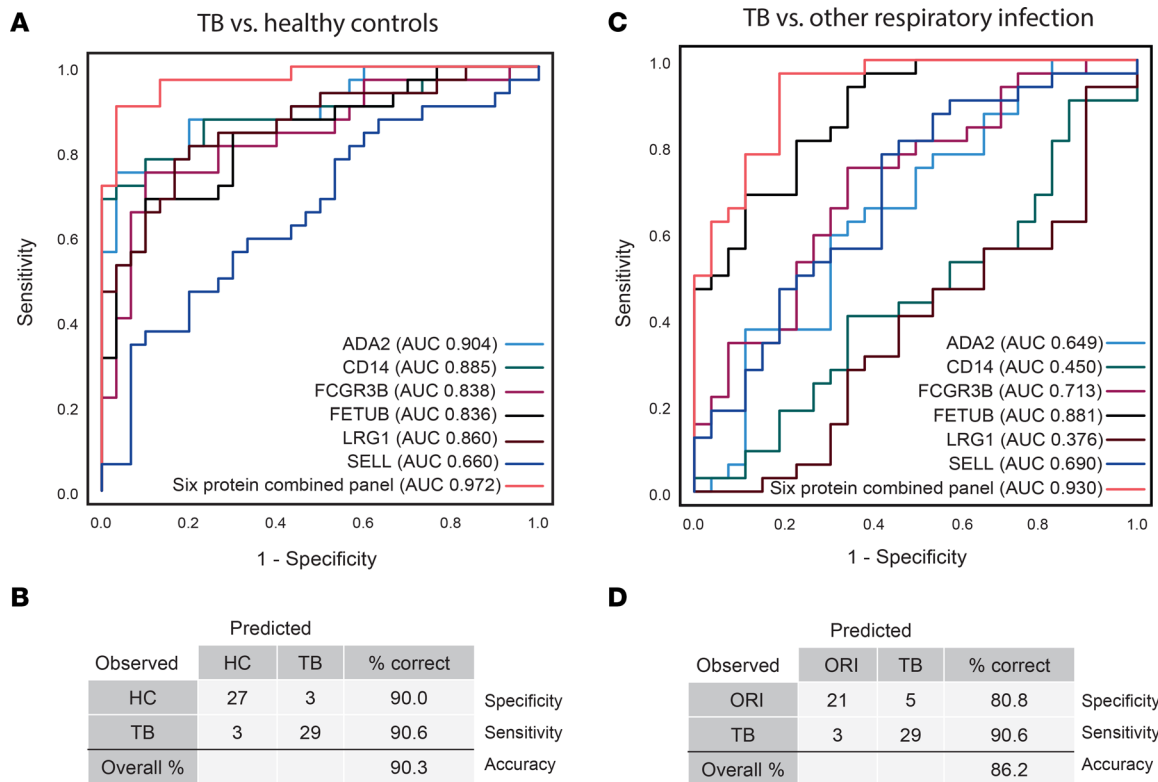 A
TB vs. healthy controls
1.0
0.8
0.6
0.4
0.2
0.0
Sensitivity
ADA2 (AUC 0.904)
CD14 (AUC 0.885)
FCGR3B (AUC 0.838)
FETUB (AUC 0.836)
LRG1 (AUC 0.860)
SELL (AUC 0.660)
Six protein combined panel (AUC 0.972)
0.0 0.2 0.4 0.6 0.8 1.0
1 - Specificity
C
TB vs. other respiratory infection
1.0
0.8
0.6
0.4
0.2
0.0
Sensitivity
ADA2 (AUC 0.649)
CD14 (AUC 0.450)
FCGR3B (AUC 0.713)
FETUB (AUC 0.881)
LRG1 (AUC 0.376)
SELL (AUC 0.690)
Six protein combined panel (AUC 0.930)
0.0 0.2 0.4 0.6 0.8 1.0
1 - Specificity
B
Predicted
Observed HC TB % correct
HC 27 3 90.0 Specificity
TB 3 29 90.6 Sensitivity
Overall % 90.3 Accuracy
D
Predicted
Observed ORI TB % correct
ORI 21 5 80.8 Specificity
TB 3 29 90.6 Sensitivity
Overall % 86.2 Accuracy